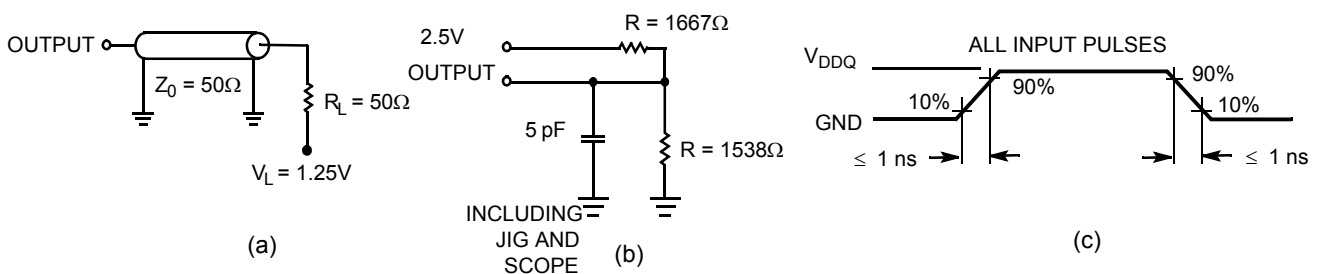 OUTPUT
Z0 = 50Ω
RL = 50Ω
VL = 1.25V
(a)
R = 1667Ω
2.5V
OUTPUT
5 pF
R = 1538Ω
INCLUDING
JIG AND
SCOPE
(b)
ALL INPUT PULSES
VDDQ
GND
10%
90%
90%
10%
≤ 1 ns
≤ 1 ns
(c)